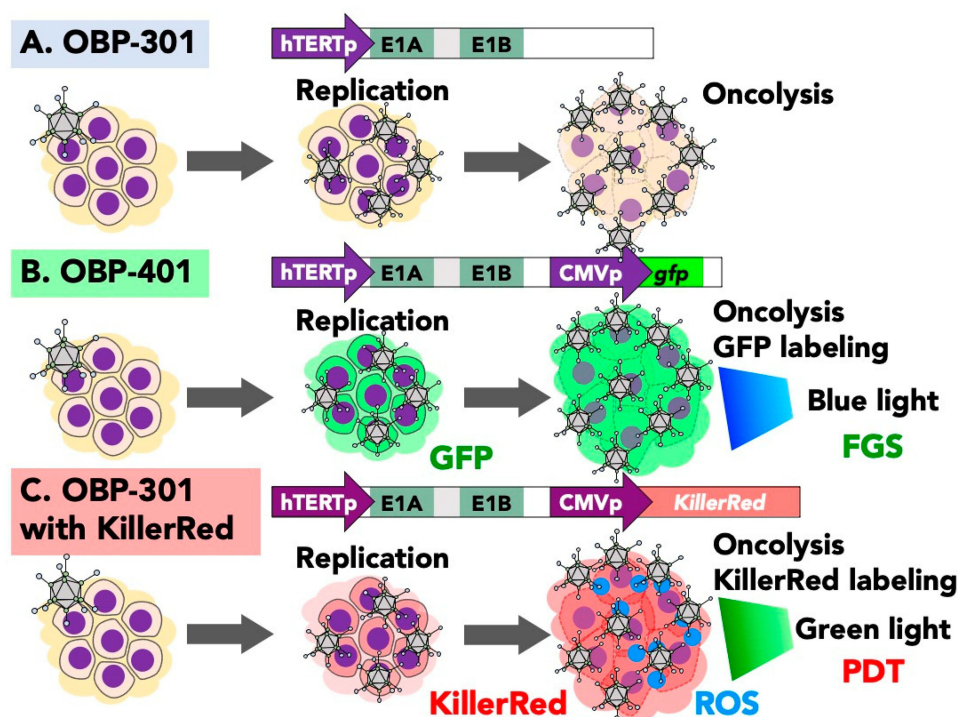 A. OBP-301
hTERTp E1A E1B
Replication
Oncolysis
B. OBP-401
hTERTp E1A E1B CMVp gfp
Replication
Oncolysis
GFP labeling
Blue light
GFP
FGS
C. OBP-301
with KillerRed
hTERTp E1A E1B CMVp KillerRed
Replication
Oncolysis
KillerRed labeling
Green light
PDT
KillerRed
ROS